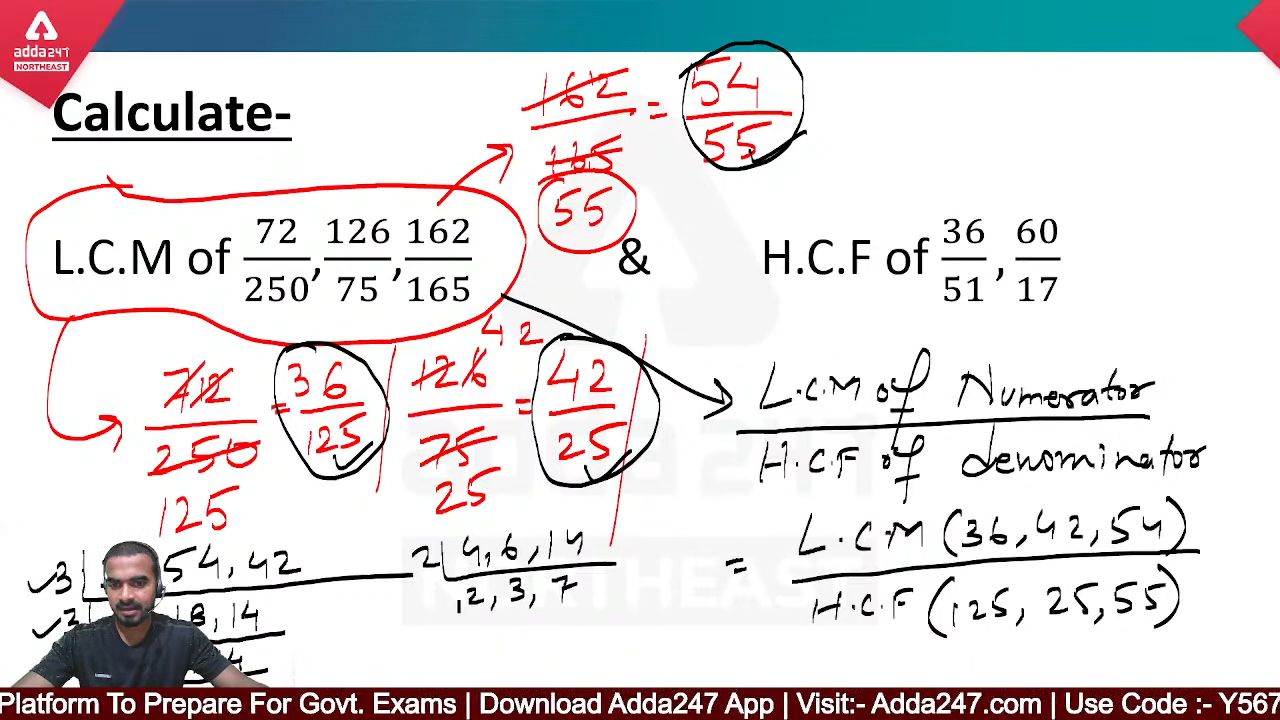 adda247
NORTHEAST
Calculate-
162/165 = 54/55
55
L.C.M of 72/250, 126/75, 162/165 & H.C.F of 36/51, 60/17
72/250 = 36/125
125
42
126/75 = 42/25
25
L.C.M of Numerator
H.C.F of denominator
= L.C.M (36, 42, 54)
H.C.F (125, 25, 55)
3 54, 42
18, 14
2 4, 6, 14
2, 3, 7
adda247
NORTHEAST
Platform To Prepare For Govt. Exams | Download Adda247 App | Visit:- Adda247.com | Use Code :- Y567